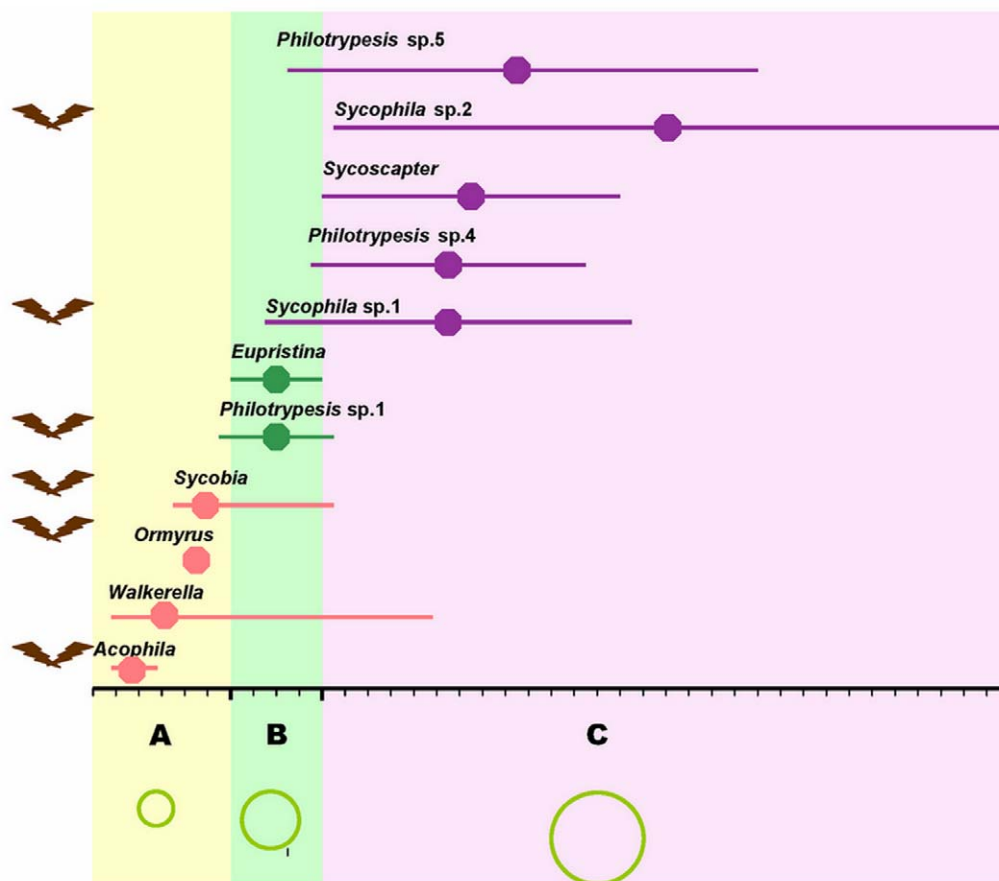 Philotrypesis sp.5
Sycophila sp.2
Sycoscapter
Philotrypesis sp.4
Sycophila sp.1
Eupristina
Philotrypesis sp.1
Sycobia
Ormyrus
Walkerella
Acophila
A B C